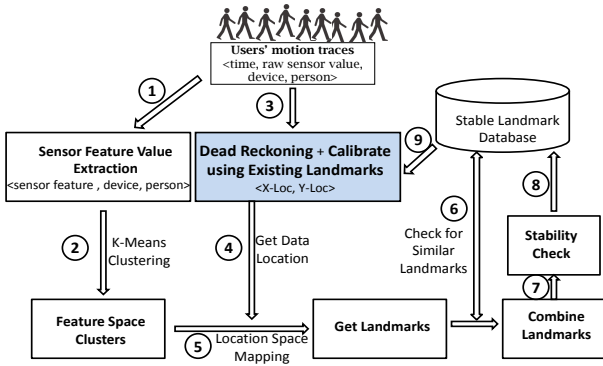 Users' motion traces
<time, raw sensor value,
device, person>
1
3
Stable Landmark
Database
9
Sensor Feature Value
Extraction
<sensor feature , device, person>
Dead Reckoning + Calibrate
using Existing Landmarks
<X-Loc, Y-Loc>
6
8
2
K-Means
Clustering
4
Get Data
Location
Check for
Similar
Landmarks
Stability
Check
7
Feature Space
Clusters
5
Location Space
Mapping
Get Landmarks
Combine
Landmarks